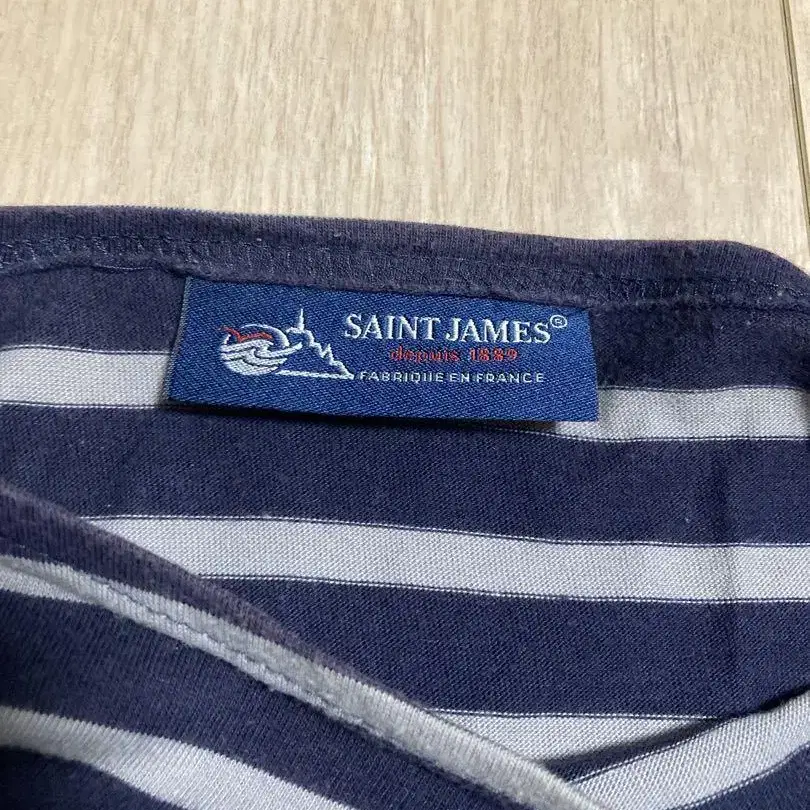 SAINT JAMES®
depuis 1889
FABRIQUE EN FRANCE